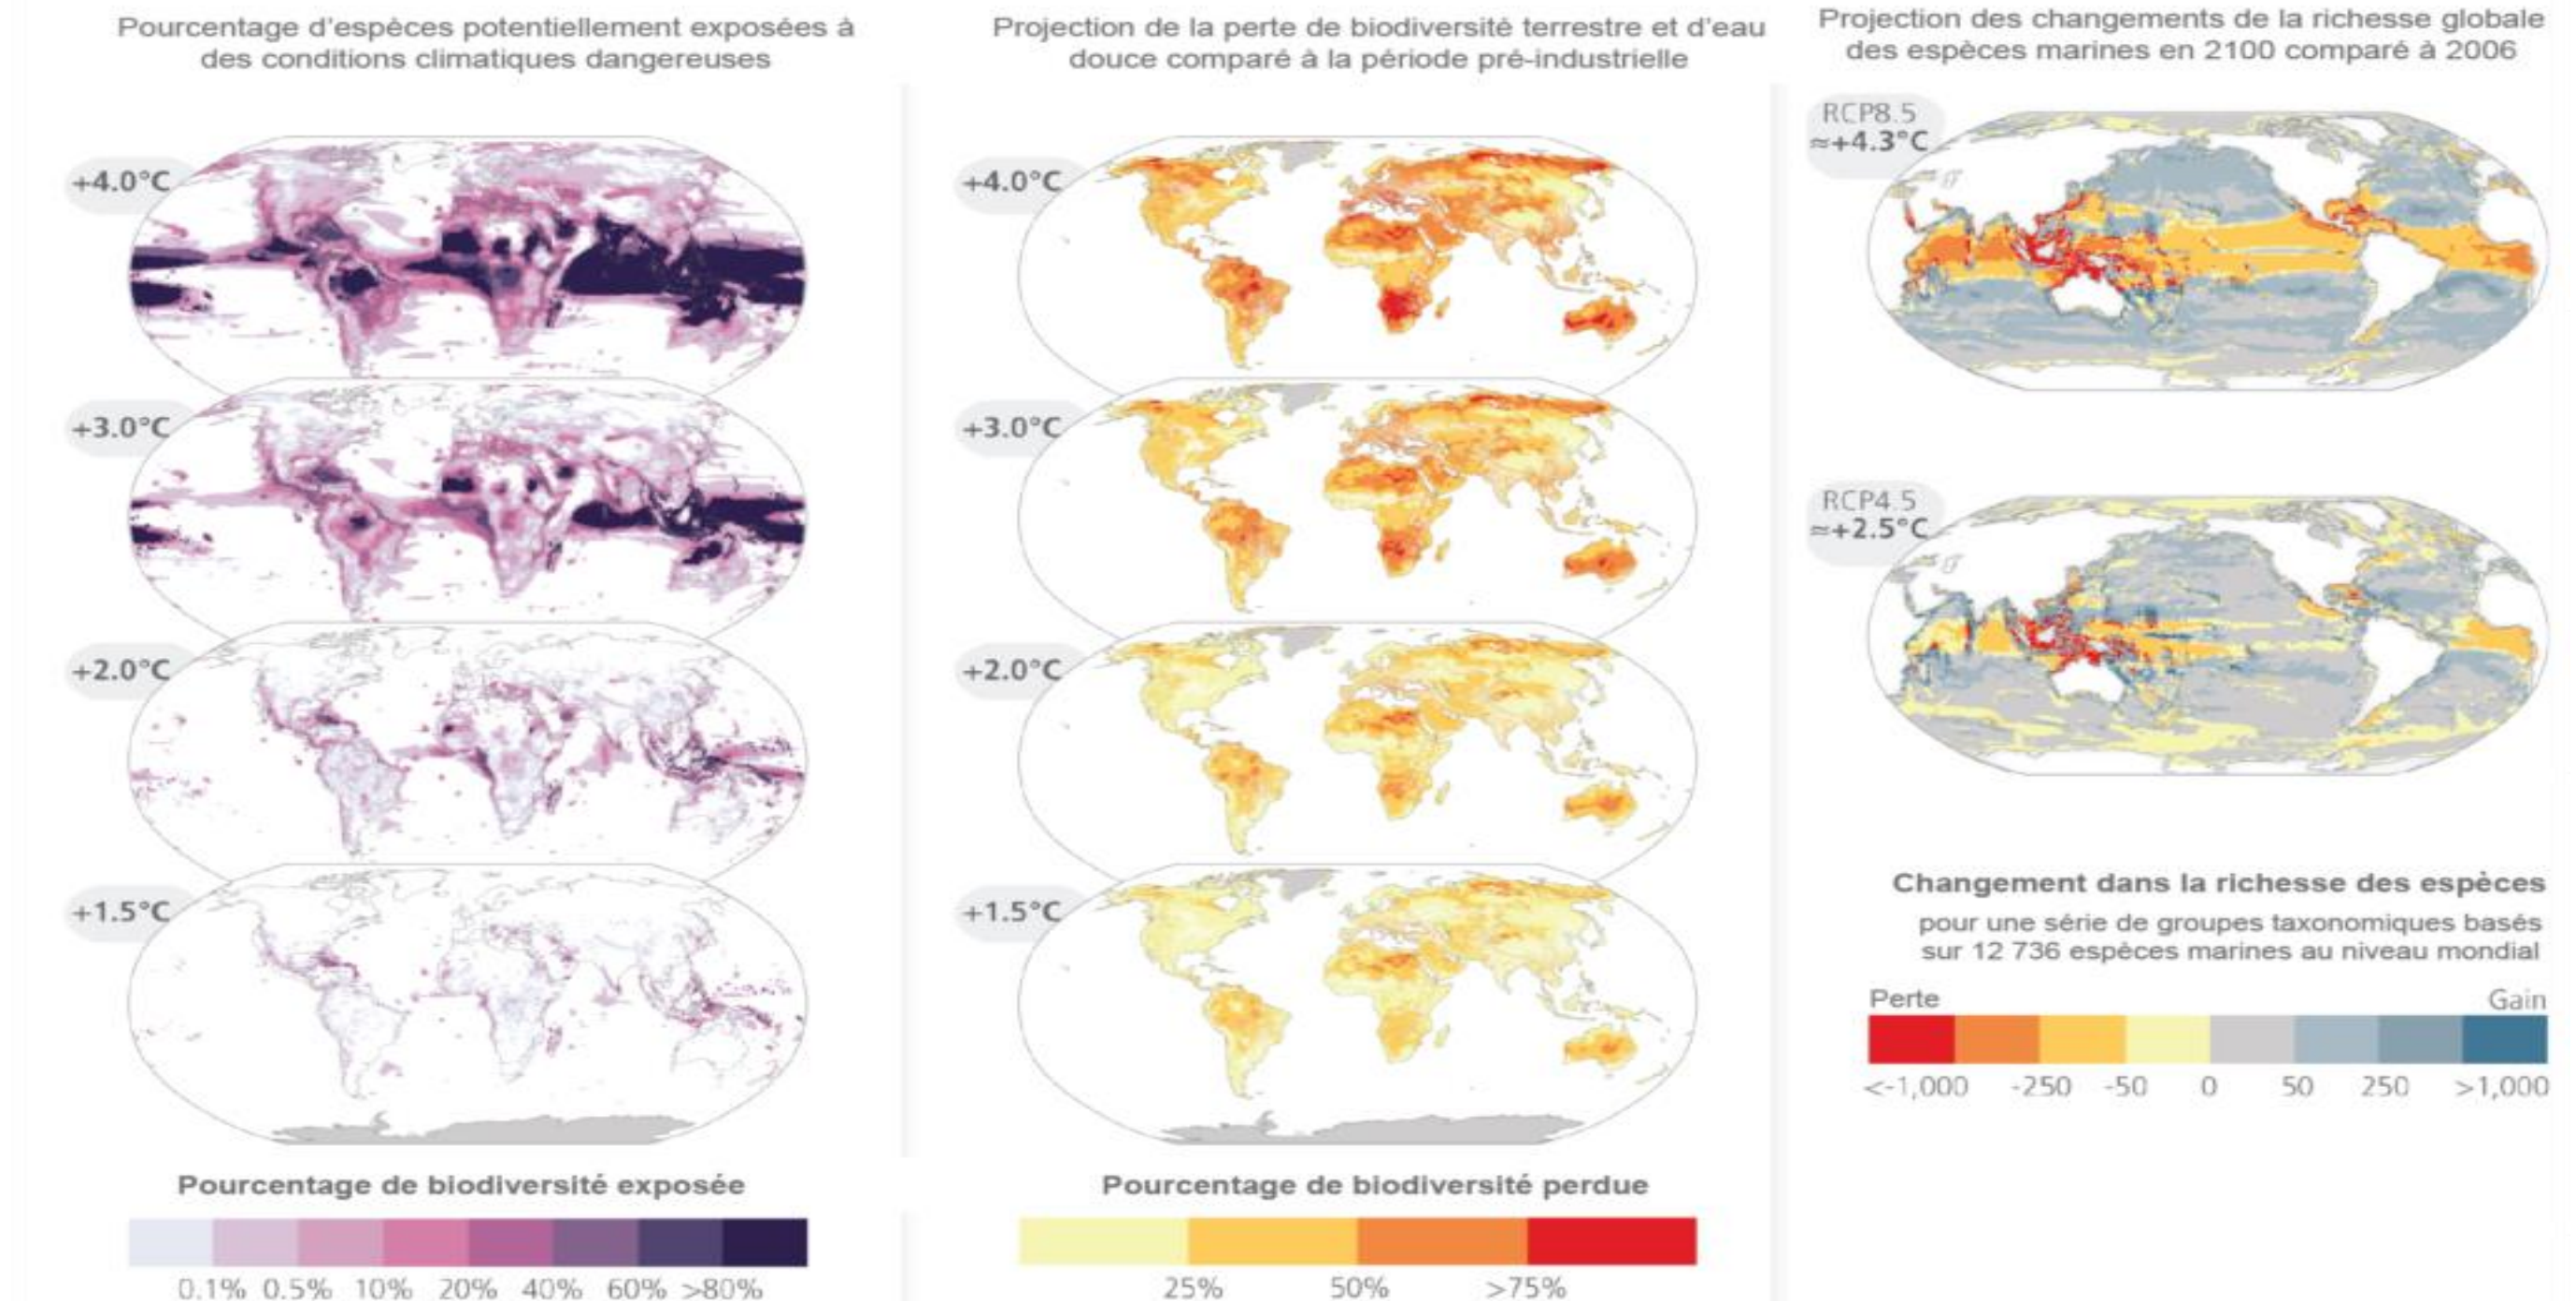 Pourcentage d'espèces potentiellement exposées à
des conditions climatiques dangereuses
+4.0°C
+3.0°C
+2.0°C
+1.5°C
Pourcentage de biodiversité exposée
0.1% 0.5% 10% 20% 40% 60% >80%
Projection de la perte de biodiversité terrestre et d'eau
douce comparé à la période pré-industrielle
+4.0°C
+3.0°C
+2.0°C
+1.5°C
Pourcentage de biodiversité perdue
25% 50% >75%
Projection des changements de la richesse globale
des espèces marines en 2100 comparé à 2006
RCP8.5
≈+4.3°C
RCP4.5
≈+2.5°C
Changement dans la richesse des espèces
pour une série de groupes taxonomiques basés
sur 12 736 espèces marines au niveau mondial
Perte Gain
<-1,000 -250 -50 0 50 250 >1,000